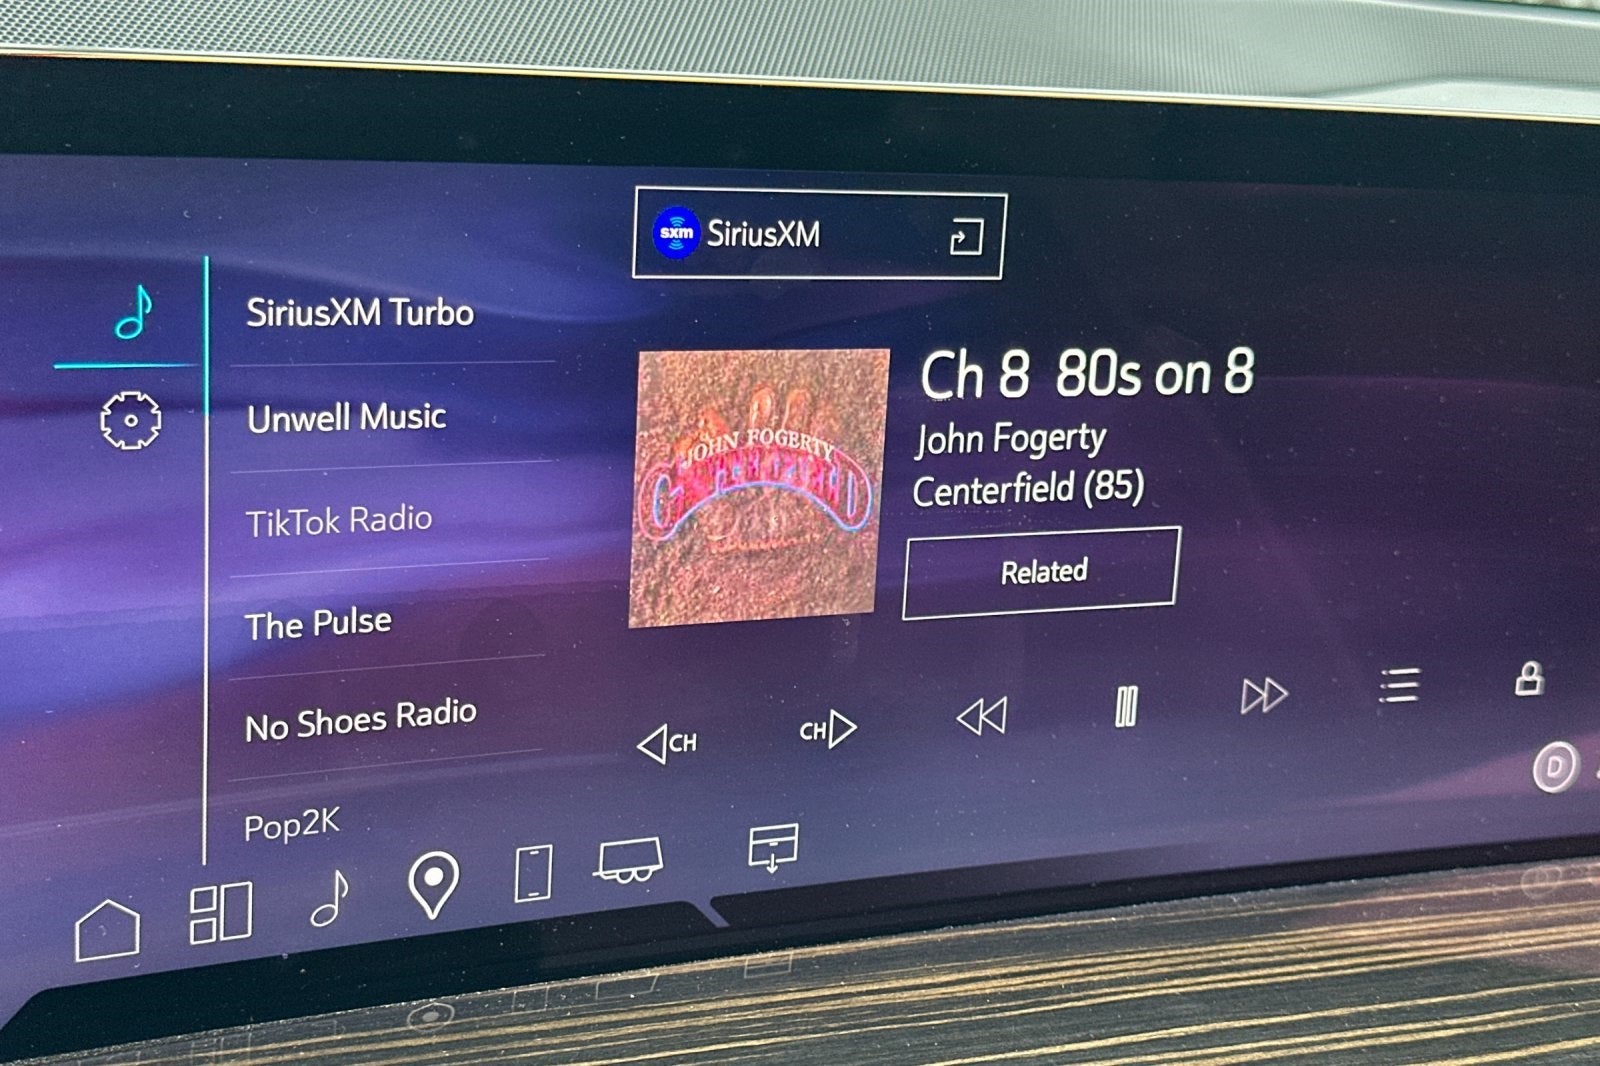 sxm SiriusXM
SiriusXM Turbo
Unwell Music
TikTok Radio
The Pulse
No Shoes Radio
Pop2K
JOHN FOGERTY
CENTERFIELD
Ch 8 80s on 8
John Fogerty
Centerfield (85)
Related
CH
CH
D